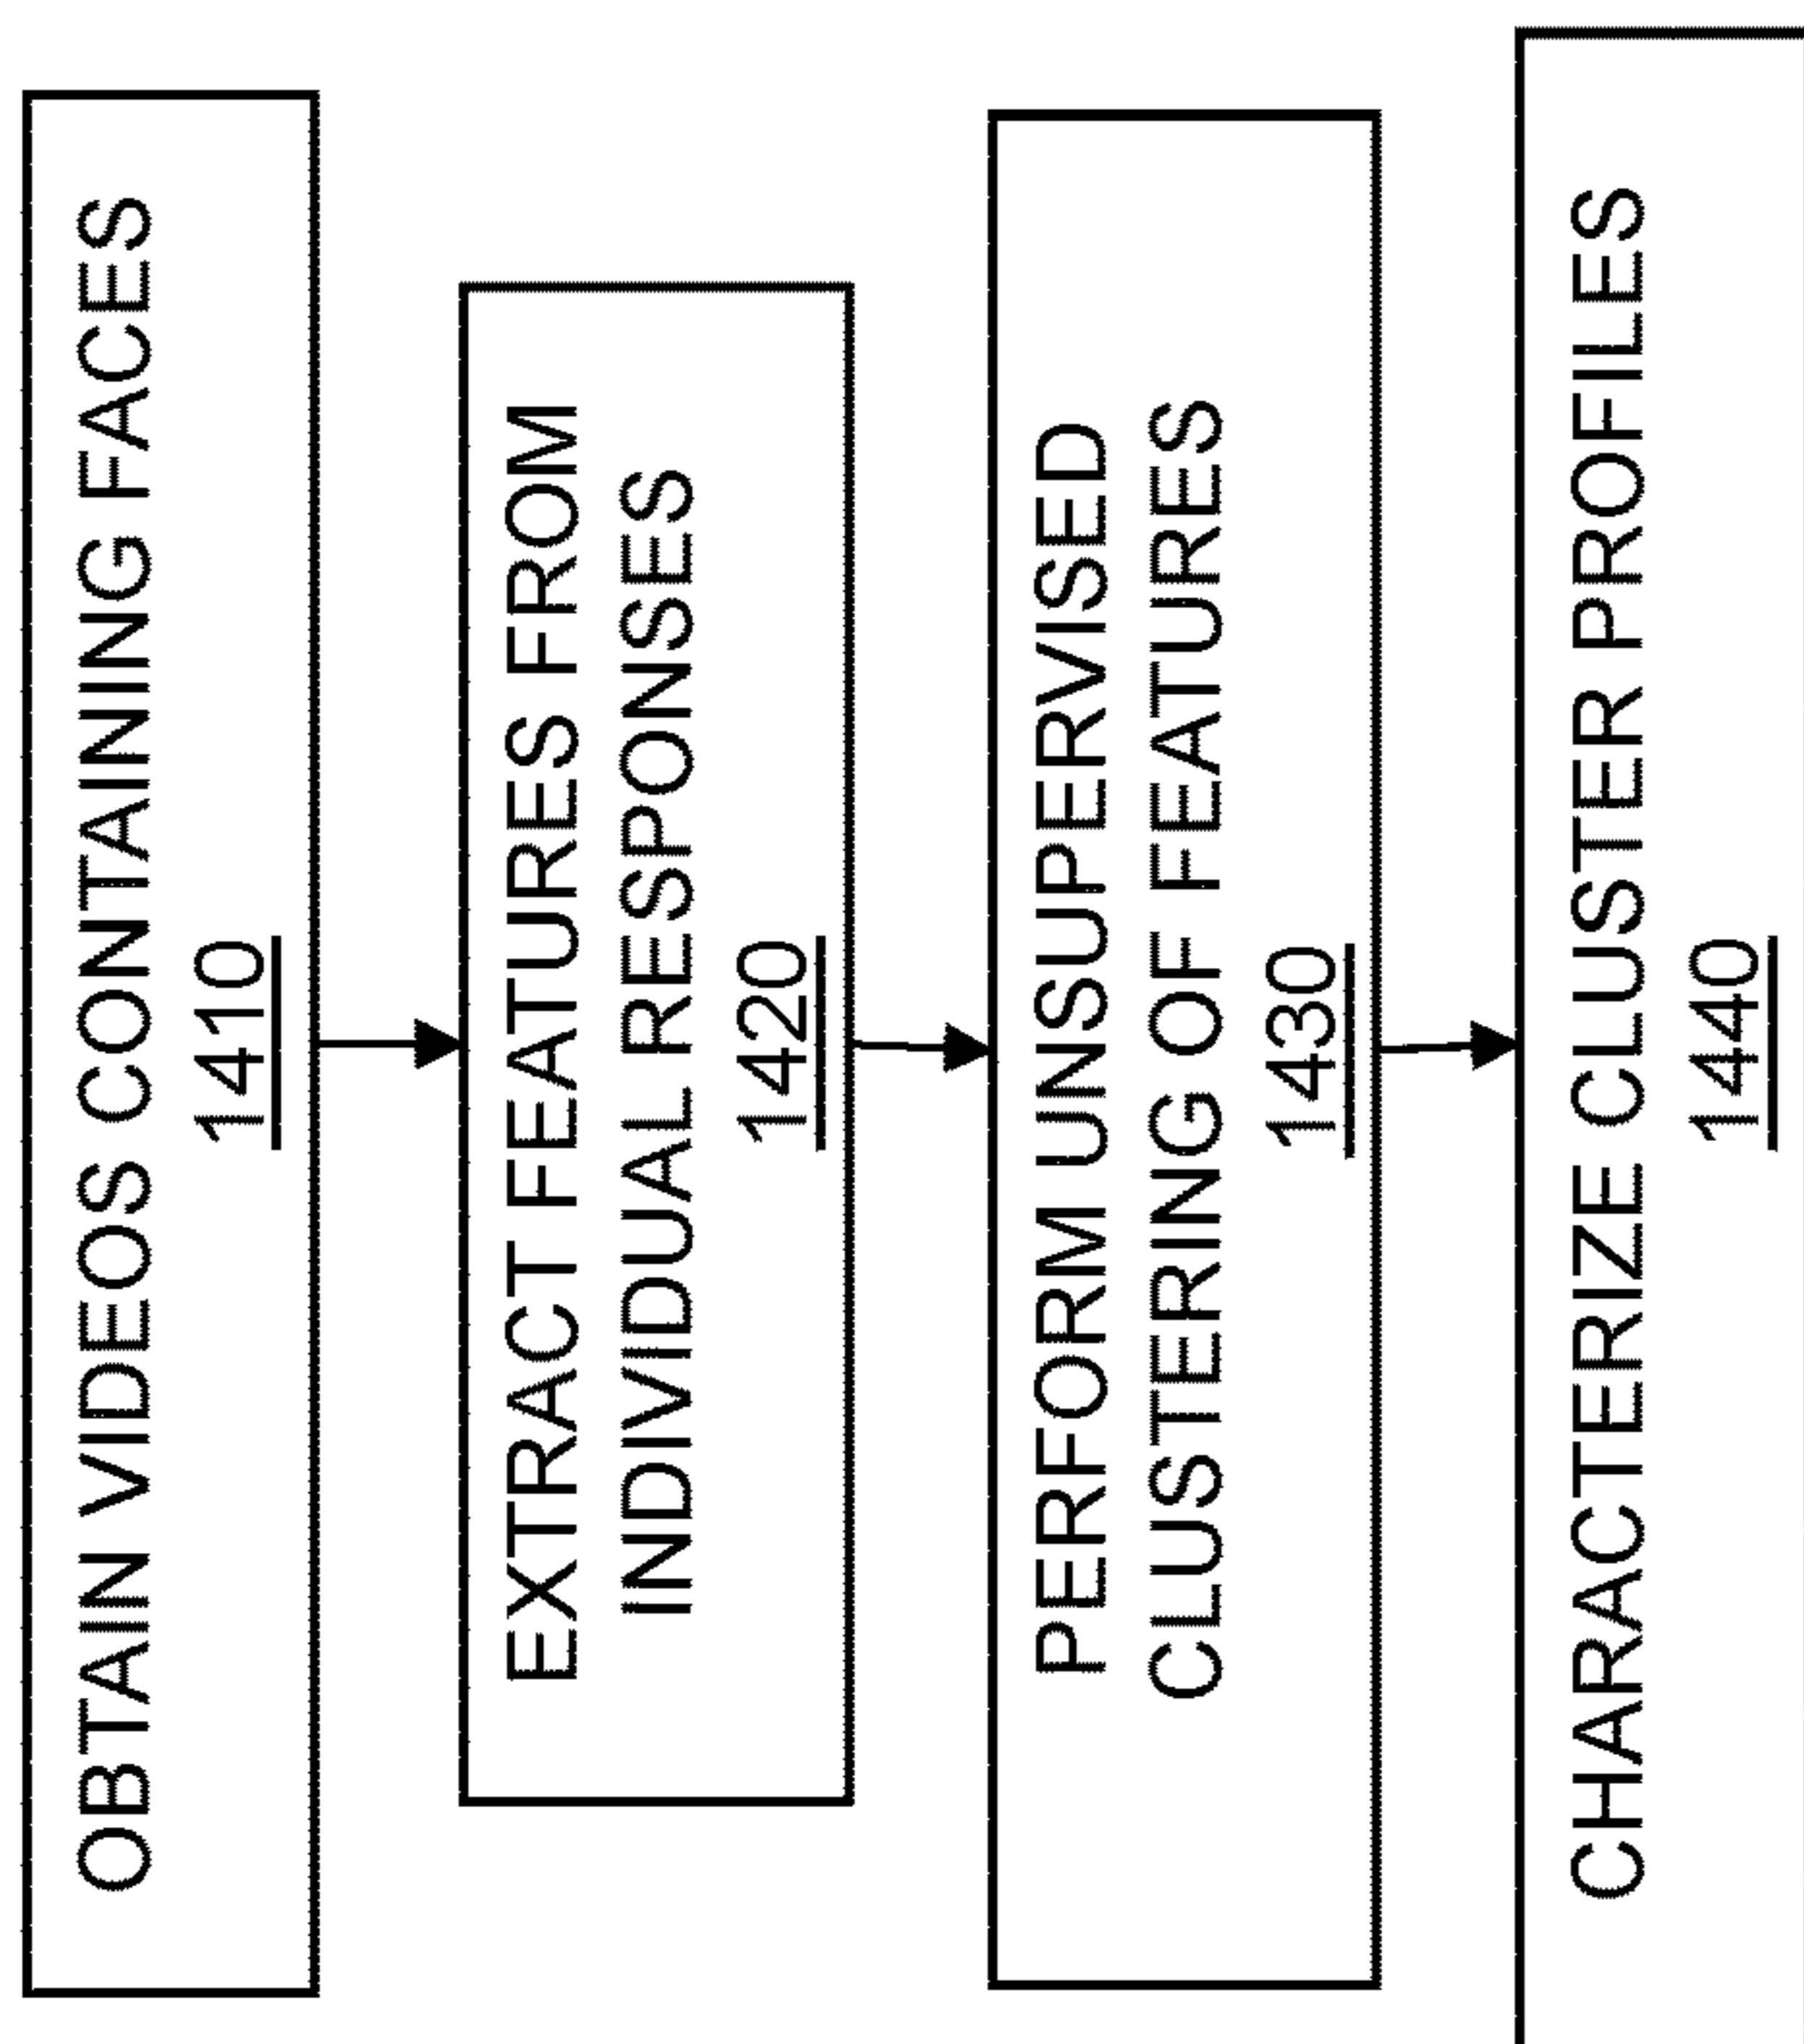 OBTAIN VIDEOS CONTAINING FACES
1410
EXTRACT FEATURES FROM
INDIVIDUAL RESPONSES
1420
PERFORM UNSUPERVISED
CLUSTERING OF FEATURES
1430
CHARACTERIZE CLUSTER PROFILES
1440